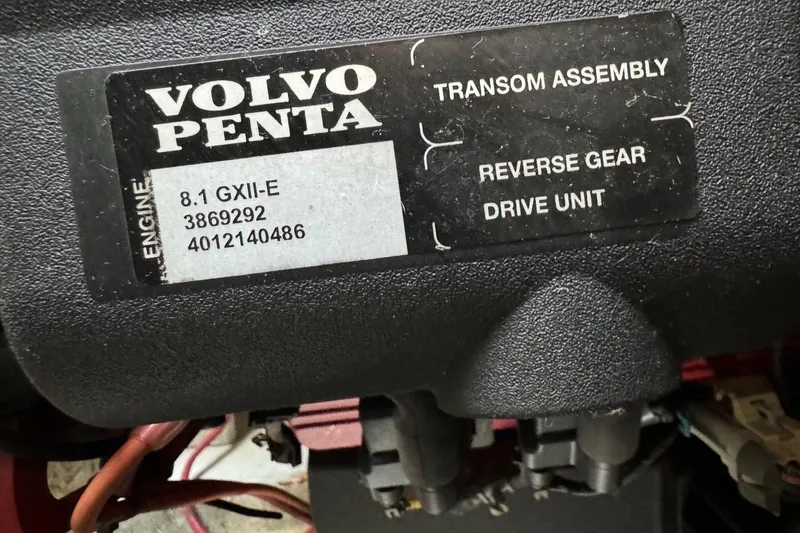 VOLVO
PENTA
ENGINE
8.1 GXII-E
3869292
4012140486
TRANSOM ASSEMBLY
REVERSE GEAR
DRIVE UNIT